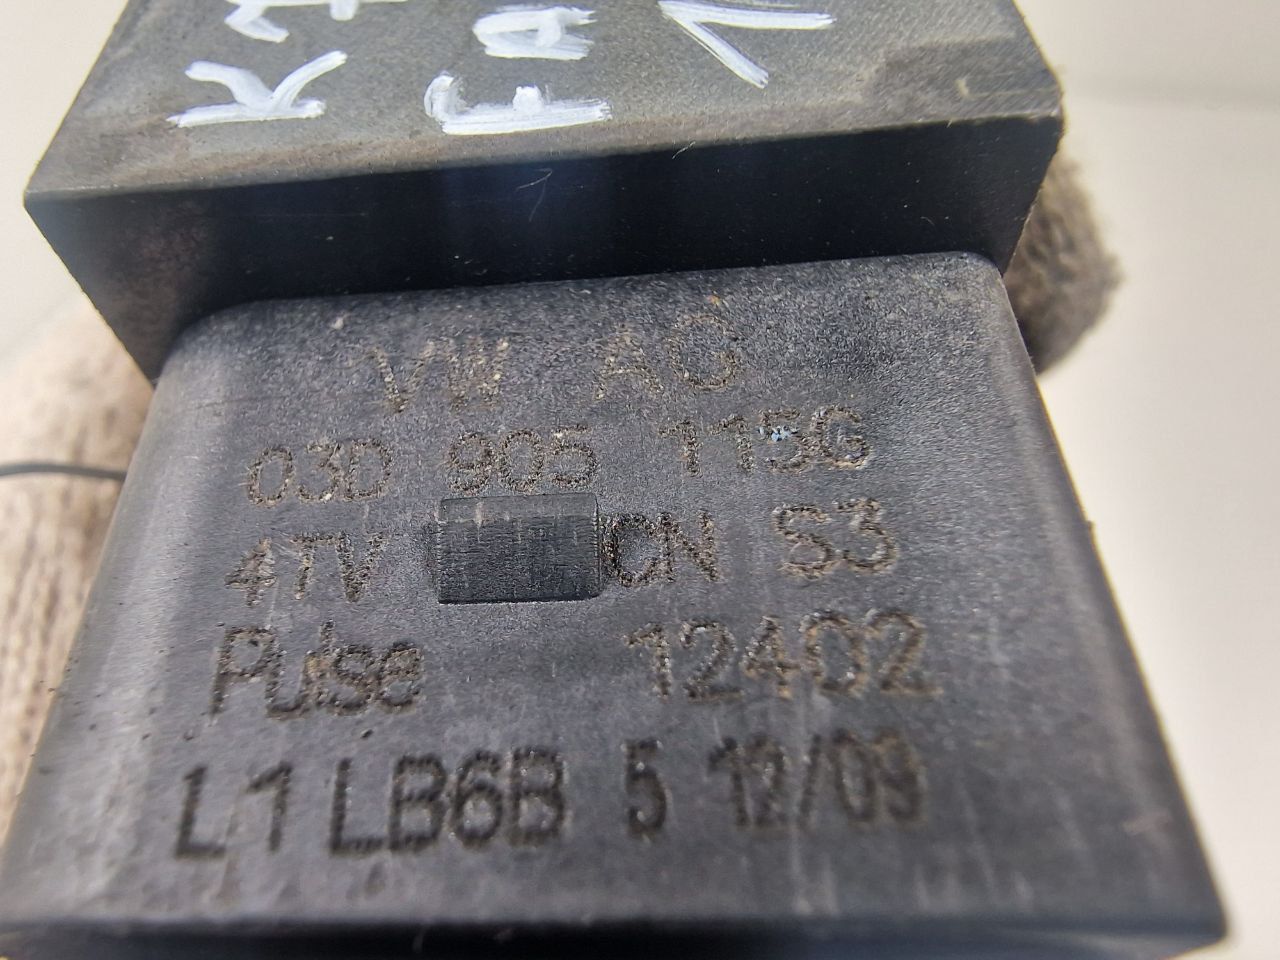 VW AG
03D 905 115G
4TV CN S3
Pulse 12402
L1 LB6B 5 12/09